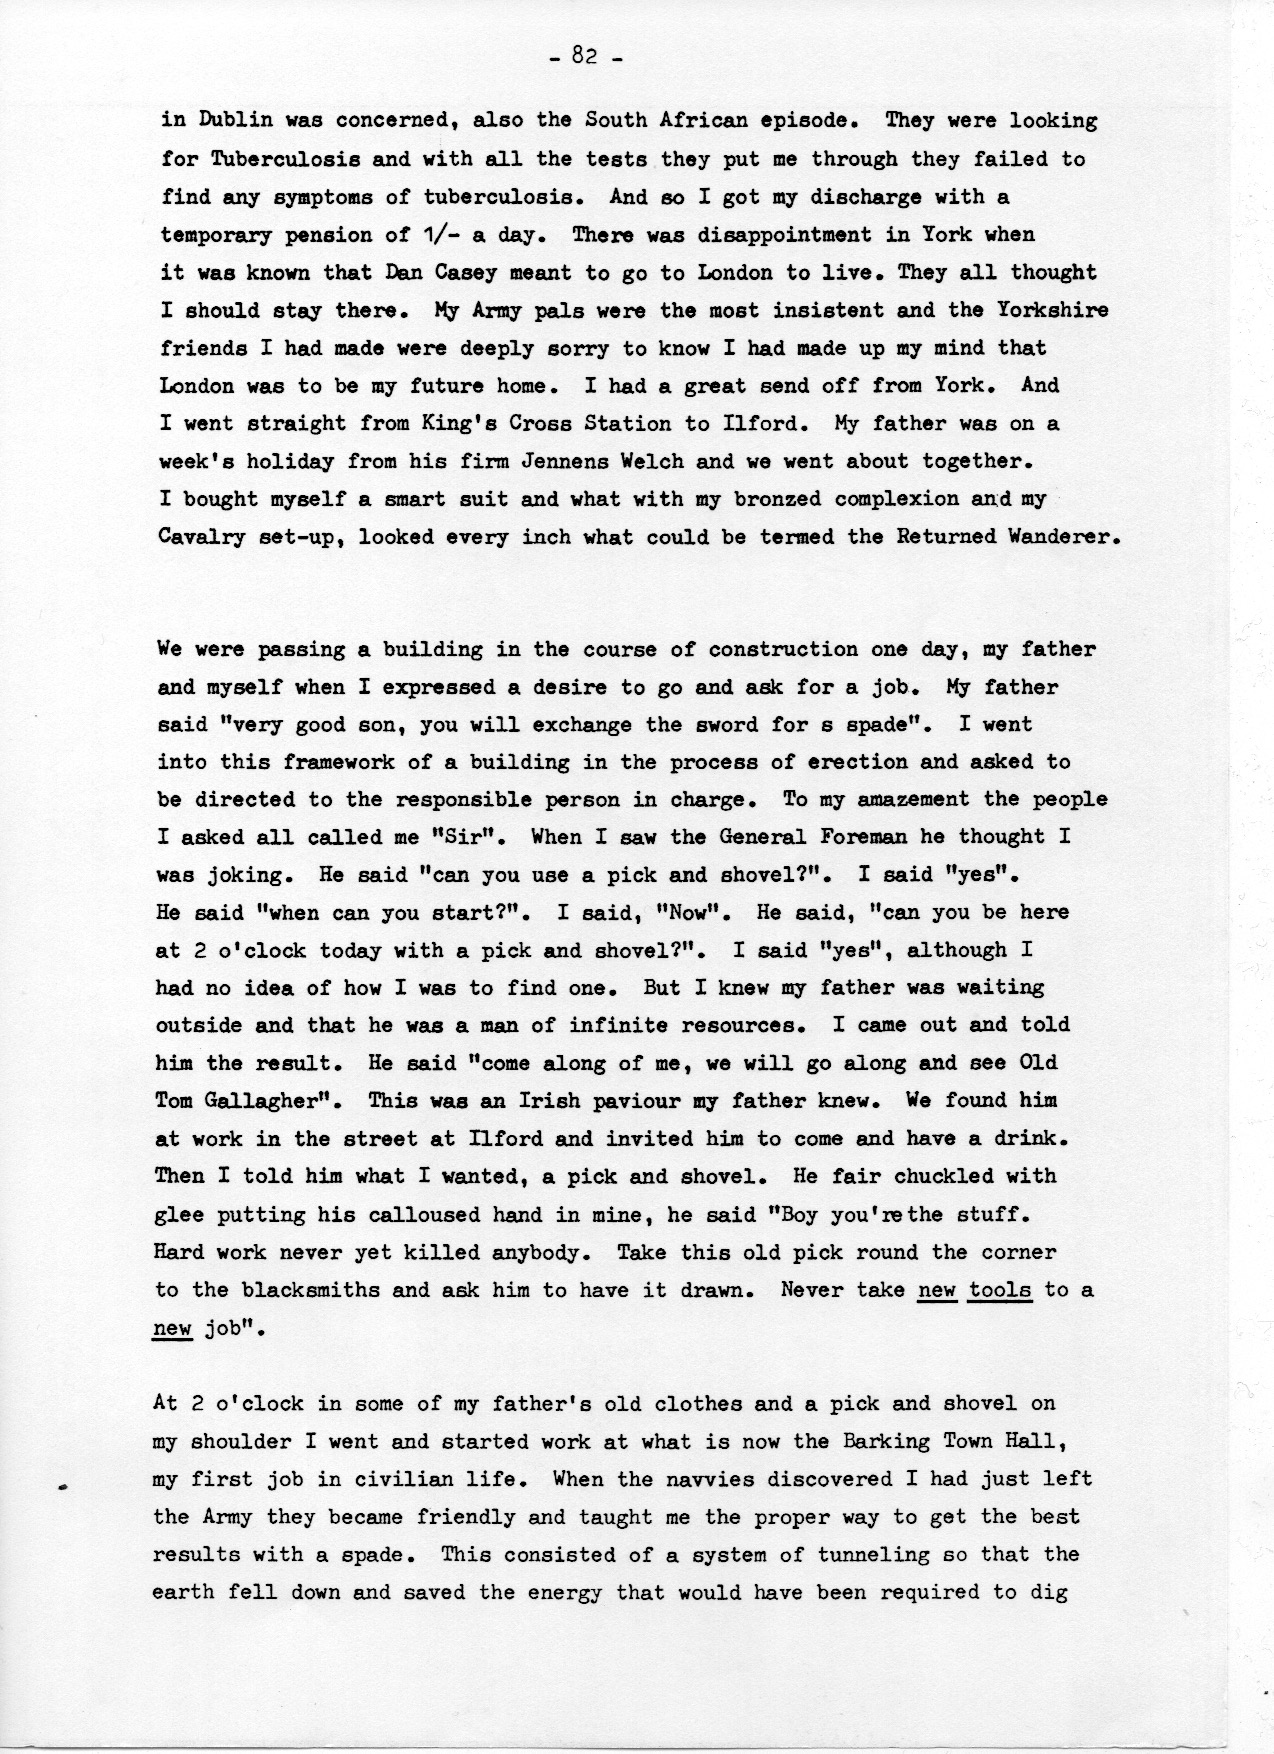 - 82 -
in Dublin was concerned, also the South African episode. They were looking
for Tuberculosis and with all the tests they put me through they failed to
find any symptoms of tuberculosis. And so I got my discharge with a
temporary pension of 1/- a day. There was disappointment in York when
it was known that Dan Casey meant to go to London to live. They all thought
I should stay there. My Army pals were the most insistent and the Yorkshire
friends I had made were deeply sorry to know I had made up my mind that
London was to be my future home. I had a great send off from York. And
I went straight from King's Cross Station to Ilford. My father was on a
week's holiday from his firm Jennens Welch and we went about together.
I bought myself a smart suit and what with my bronzed complexion and my
Cavalry set-up, looked every inch what could be termed the Returned Wanderer.
We were passing a building in the course of construction one day, my father
and myself when I expressed a desire to go and ask for a job. My father
said "very good son, you will exchange the sword for s spade". I went
into this framework of a building in the process of erection and asked to
be directed to the responsible person in charge. To my amazement the people
I asked all called me "Sir". When I saw the General Foreman he thought I
was joking. He said "can you use a pick and shovel?". I said "yes".
He said "when can you start?". I said, "Now". He said, "can you be here
at 2 o'clock today with a pick and shovel?". I said "yes", although I
had no idea of how I was to find one. But I knew my father was waiting
outside and that he was a man of infinite resources. I came out and told
him the result. He said "come along of me, we will go along and see Old
Tom Gallagher". This was an Irish paviour my father knew. We found him
at work in the street at Ilford and invited him to come and have a drink.
Then I told him what I wanted, a pick and shovel. He fair chuckled with
glee putting his calloused hand in mine, he said "Boy you're the stuff.
Hard work never yet killed anybody. Take this old pick round the corner
to the blacksmiths and ask him to have it drawn. Never take new tools to a
new job".
At 2 o'clock in some of my father's old clothes and a pick and shovel on
my shoulder I went and started work at what is now the Barking Town Hall,
my first job in civilian life. When the navvies discovered I had just left
the Army they became friendly and taught me the proper way to get the best
results with a spade. This consisted of a system of tunneling so that the
earth fell down and saved the energy that would have been required to dig